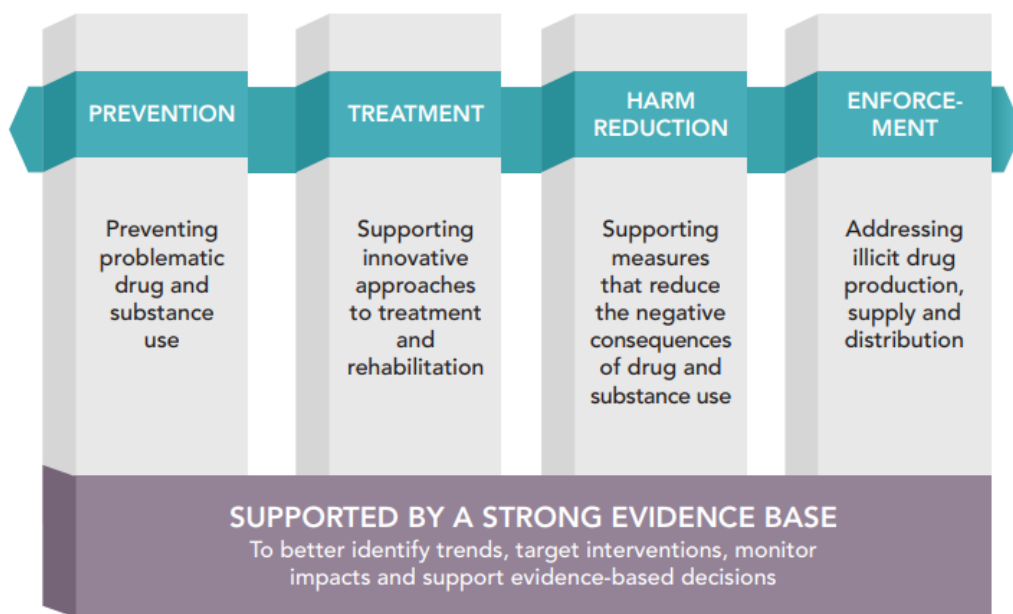 PREVENTION
Preventing
problematic
drug and
substance
use
TREATMENT
Supporting
innovative
approaches
to treatment
and
rehabilitation
HARM
REDUCTION
Supporting
measures
that reduce
the negative
consequences
of drug and
substance use
ENFORCE-
MENT
Addressing
illicit drug
production,
supply and
distribution
SUPPORTED BY A STRONG EVIDENCE BASE
To better identify trends, target interventions, monitor
impacts and support evidence-based decisions